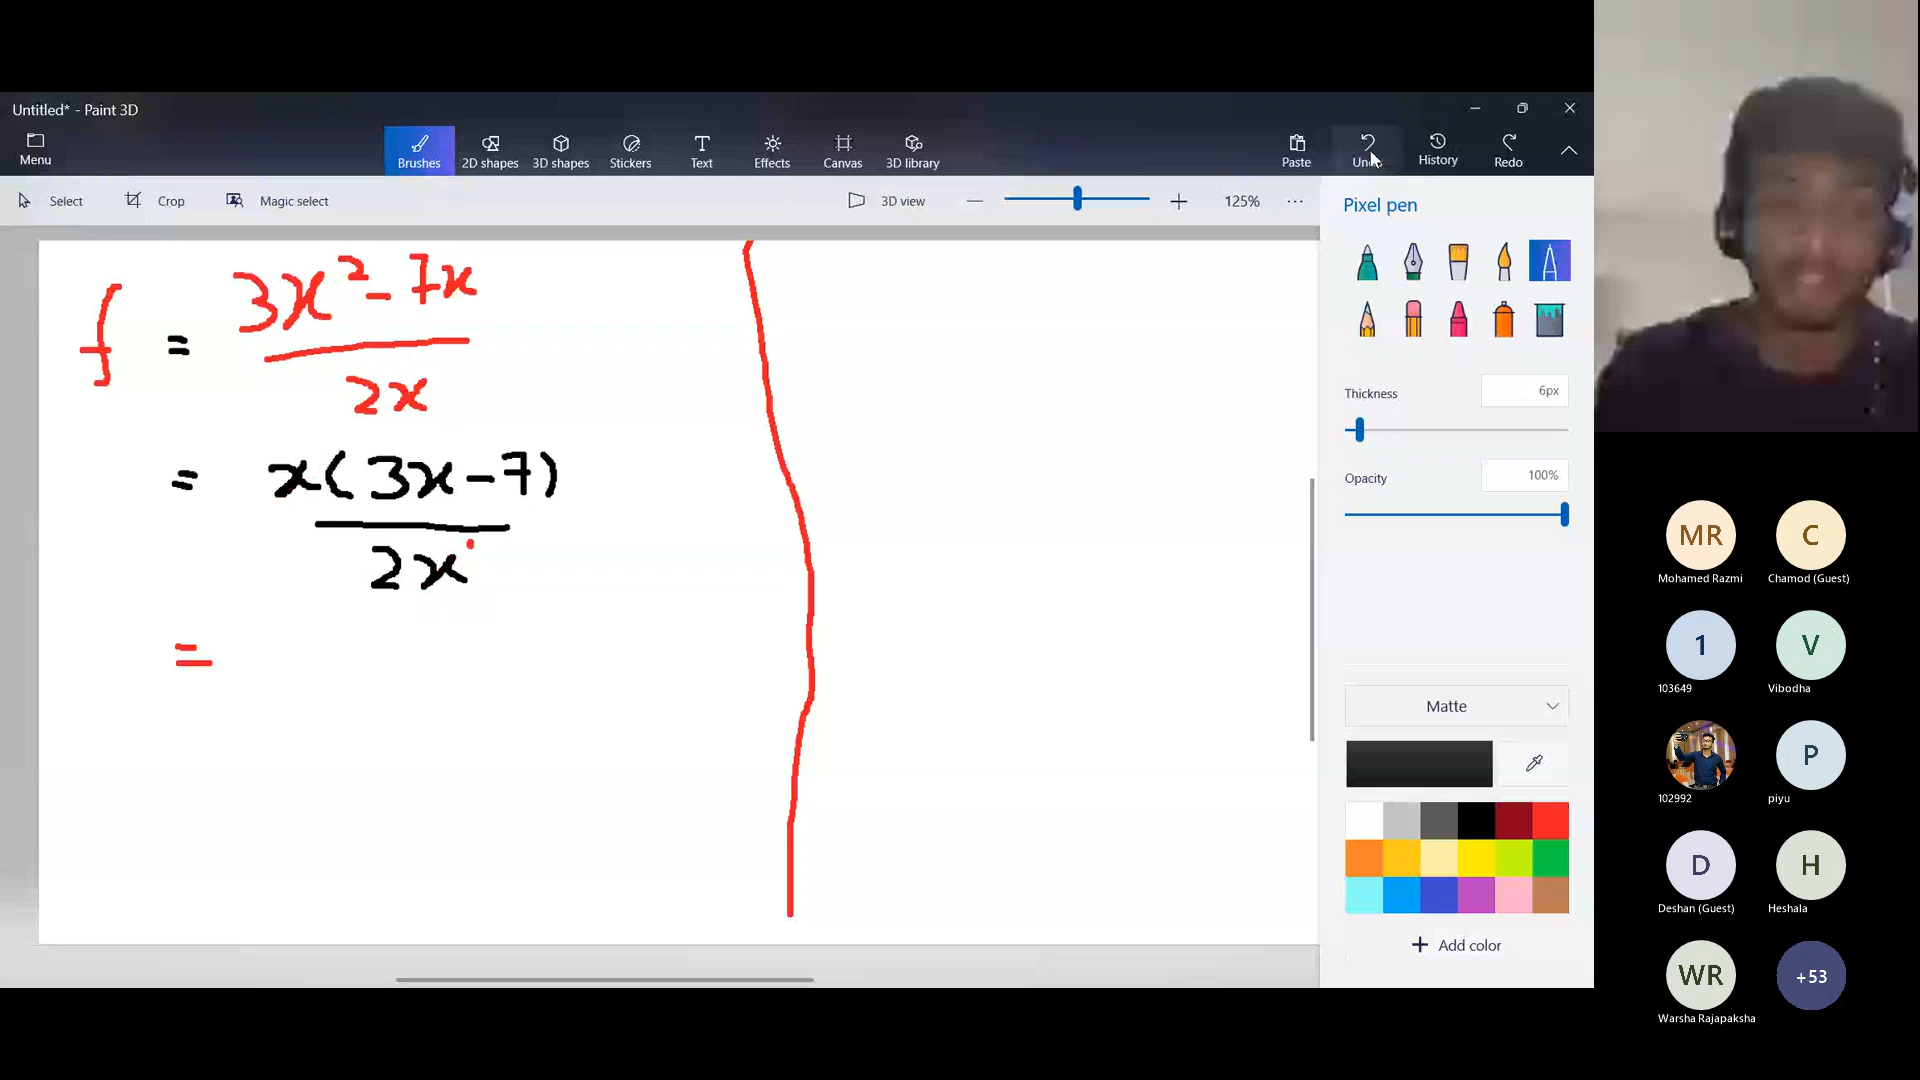 Untitled* - Paint 3D
Menu
Brushes
2D shapes
3D shapes
Stickers
Text
Effects
Canvas
3D library
Paste
History
Redo
Select
Crop
Magic select
3D view
125%
Pixel pen
Thickness
6px
Opacity
100%
Matte
Add color
f = 3x² - 7x
2x
= x(3x-7)
2x
=
MR
Mohamed Razmi
C
Chamod (Guest)
1
103649
V
Vibodha
102992
P
piyu
D
Deshan (Guest)
H
Heshala
WR
Warsha Rajapaksha
+53